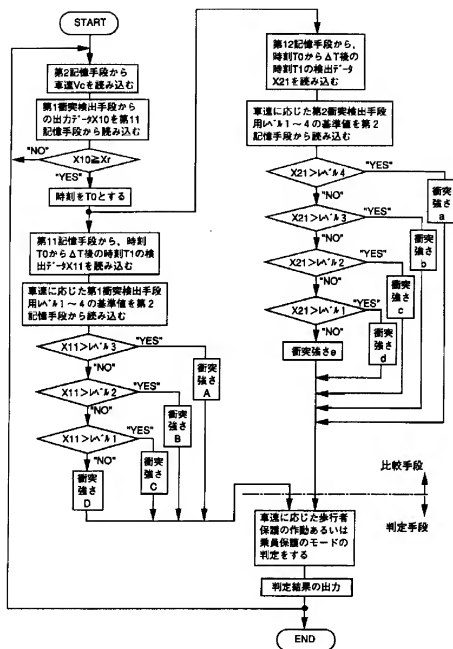 START
第2記憶手段から
車速Vcを読み込む
第1衝突検出手段から
の出力データX10を第11
記憶手段から読み込む
"NO"
X10≧Xr
"YES"
時刻をT0とする
第11記憶手段から、時刻
T0からΔT後の時刻T1の検
出データX11を読み込む
車速に応じた第1衝突検出手段
用レベル1~4の基準値を第2
記憶手段から読み込む
X11>レベル3
"YES"
"NO"
衝突
強さ
A
X11>レベル2
"YES"
"NO"
衝突
強さ
B
X11>レベル1
"YES"
"NO"
衝突
強さ
C
衝突
強さ
D
第12記憶手段から、
時刻T0からΔT後の
時刻T1の検出データ
X21を読み込む
車速に応じた第2衝突検出手段
用レベル1~4の基準値を第2
記憶手段から読み込む
X21>レベル4
"YES"
"NO"
衝突
強さ
a
X21>レベル3
"YES"
"NO"
衝突
強さ
b
X21>レベル2
"YES"
"NO"
衝突
強さ
c
X21>レベル1
"YES"
"NO"
衝突
強さ
d
衝突強さe
比較手段
判定手段
車速に応じた歩行者
保護の作動あるいは
乗員保護のモードの
判定をする
判定結果の出力
END